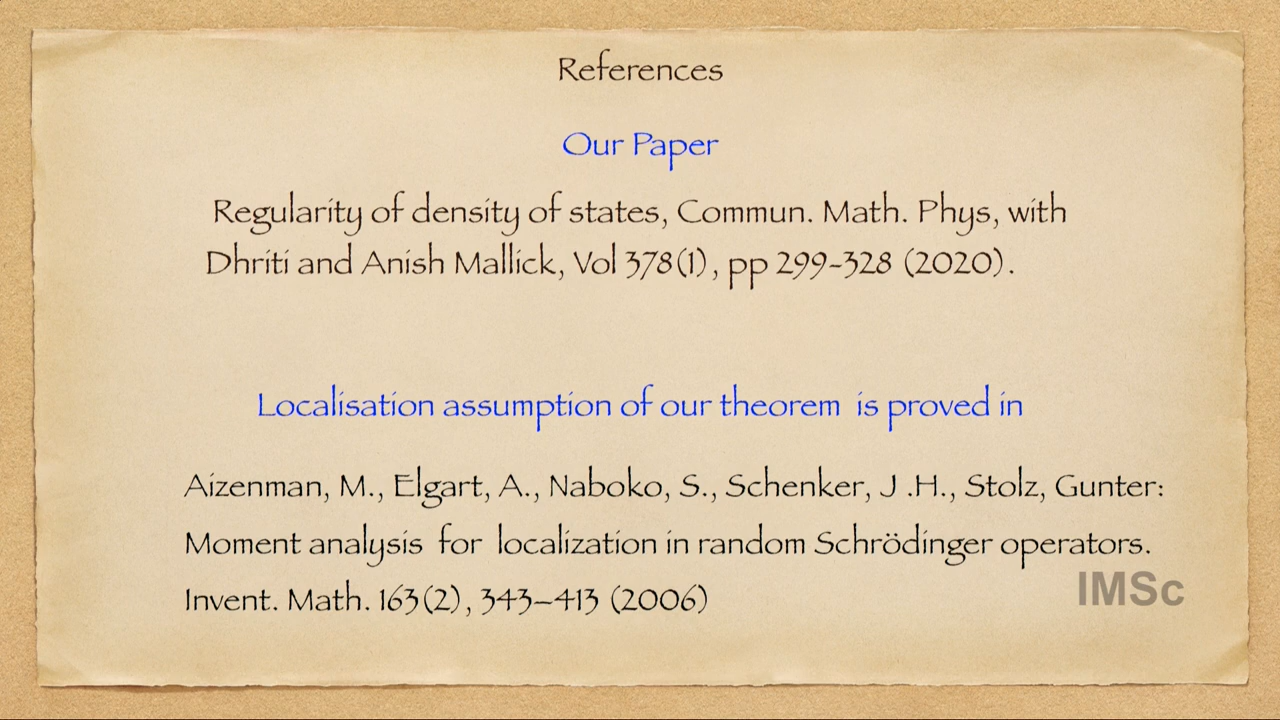 References
Our Paper
Regularity of density of states, Commun. Math. Phys, with
Dhriti and Anish Mallick, Vol 378(1), pp 299-328 (2020).
Localisation assumption of our theorem is proved in
Aizenman, M., Elgart, A., Naboko, S., Schenker, J .H., Stolz, Gunter:
Moment analysis for localization in random Schrödinger operators.
Invent. Math. 163(2), 343–413 (2006)
IMSc